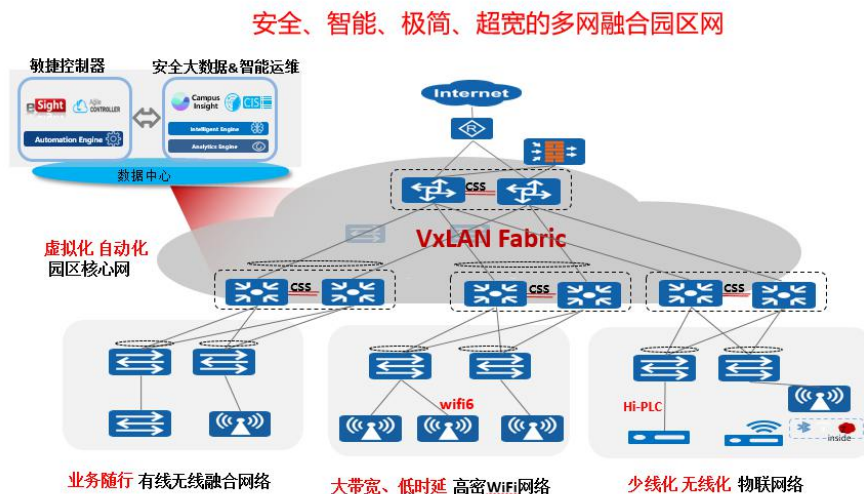 安全、智能、极简、超宽的多网融合园区网
敏捷控制器
安全大数据&智能运维
eSight
Agile
CONTROLLER
Automation Engine
Campus
Insight
CIS
Intelligent Engine
Analytics Engine
数据中心
Internet
R
CSS
VxLAN Fabric
虚拟化 自动化
园区核心网
CSS
CSS
CSS
wifi6
Hi-PLC
inside
业务随行 有线无线融合网络
大带宽、低时延 高密WiFi网络
少线化 无线化 物联网络